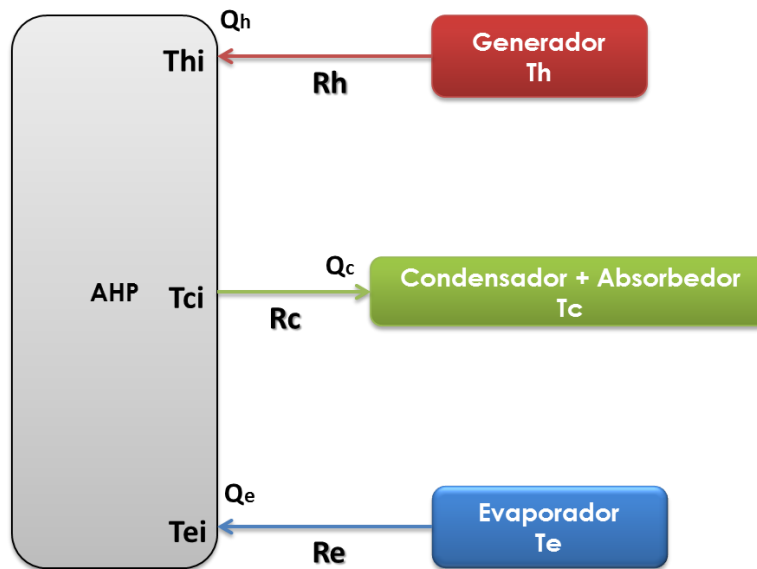 Qh
Generador
Thi
Th
Rh
Qc
Condensador + Absorbedor
AHP
Tci
Tc
Rc
Qe
Evaporador
Tei
Te
Re